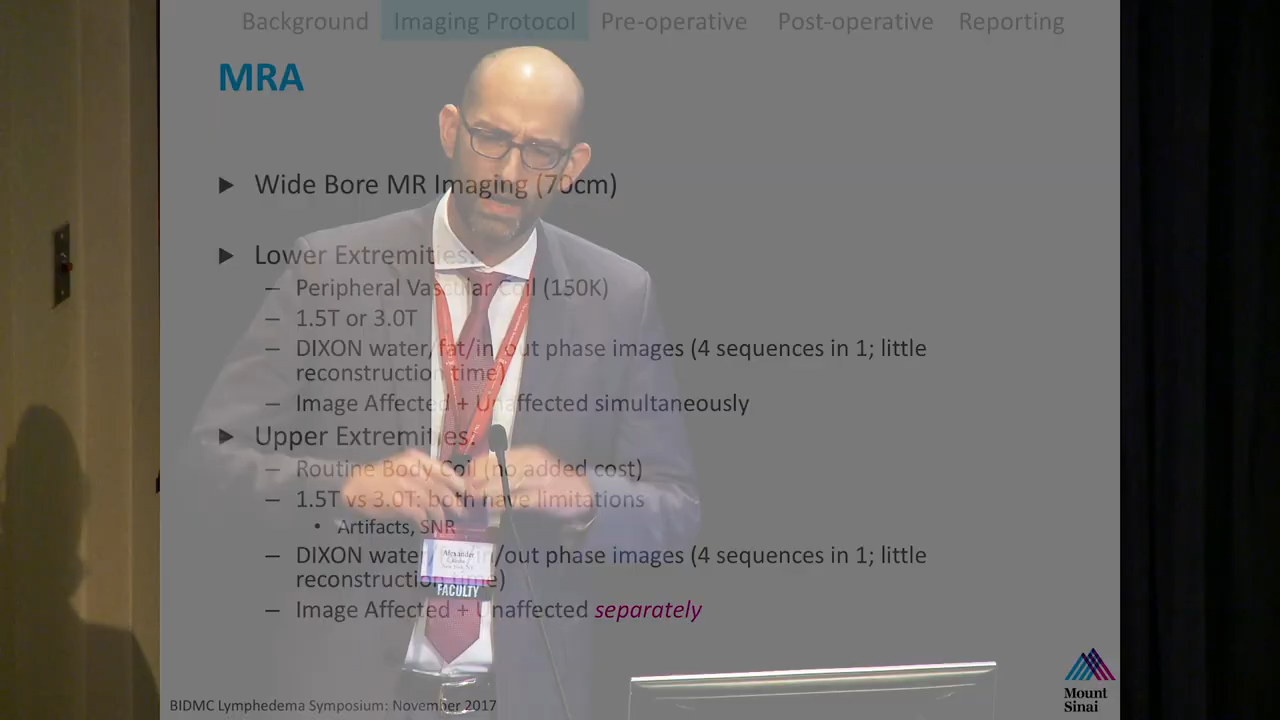 Background Imaging Protocol Pre-operative Post-operative Reporting
MRA
Wide Bore MR Imaging (70cm)
Lower Extremities:
– Peripheral Vascular Coil (150K)
– 1.5T or 3.0T
– DIXON water/fat/in/out phase images (4 sequences in 1; little
reconstruction time)
– Image Affected + Unaffected simultaneously
Upper Extremities:
– Routine Body Coil (no added cost)
– 1.5T vs 3.0T: both have limitations
• Artifacts, SNR
– DIXON water/fat/in/out phase images (4 sequences in 1; little
reconstruction time)
– Image Affected + Unaffected separately
Alexander
FACULTY
Mount
Sinai
BIDMC Lymphedema Symposium: November 2017